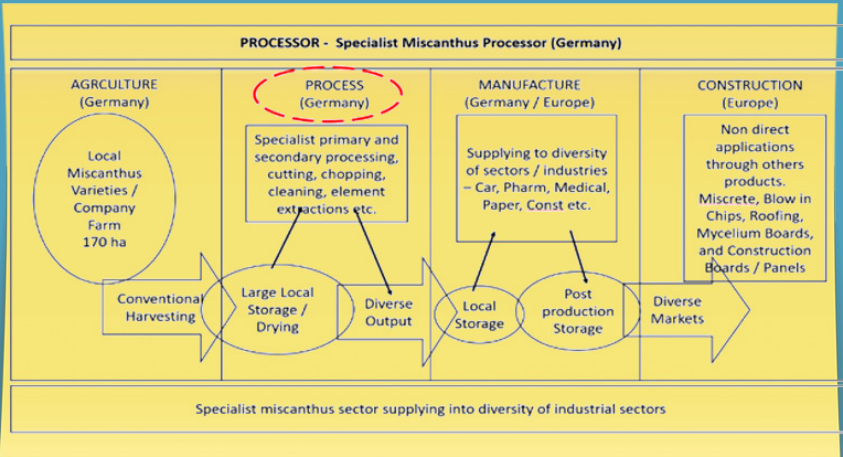 PROCESSOR - Specialist Miscanthus Processor (Germany)
AGRCULTURE
(Germany)
Local
Miscanthus
Varieties /
Company
Farm
170 ha
Conventional
Harvesting
PROCESS
(Germany)
Specialist primary and
secondary processing,
cutting, chopping,
cleaning, element
extractions etc.
Large Local
Storage /
Drying
Diverse
Output
MANUFACTURE
(Germany / Europe)
Supplying to diversity
of sectors / industries
– Car, Pharm, Medical,
Paper, Const etc.
Local
Storage
Post
production
Storage
CONSTRUCTION
(Europe)
Non direct
applications
through others
products.
Miscrete, Blow in
Chips, Roofing,
Mycelium Boards,
and Construction
Boards / Panels
Diverse
Markets
Specialist miscanthus sector supplying into diversity of industrial sectors